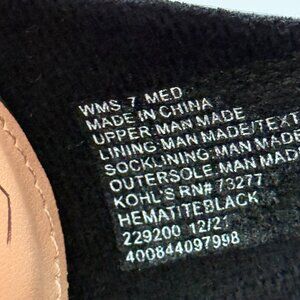 WMS 7 MED
MADE IN CHINA
UPPER:MAN MADE
LINING:MAN MADE/TEXT
SOCKLINING:MAN MADE
OUTERSOLE:MAN MADE
KOHL'S RN# 73277
HEMATITEBLACK
229200 12/21
400844097998